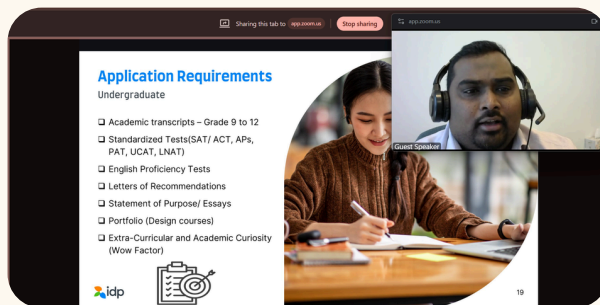 Sharing this tab to app.zoom.us Stop sharing
app.zoom.us
Application Requirements
Undergraduate
Academic transcripts – Grade 9 to 12
Standardized Tests(SAT/ ACT, APs,
PAT, UCAT, LNAT)
English Proficiency Tests
Letters of Recommendations
Statement of Purpose/ Essays
Portfolio (Design courses)
Extra-Curricular and Academic Curiosity
(Wow Factor)
Guest Speaker
idp
19